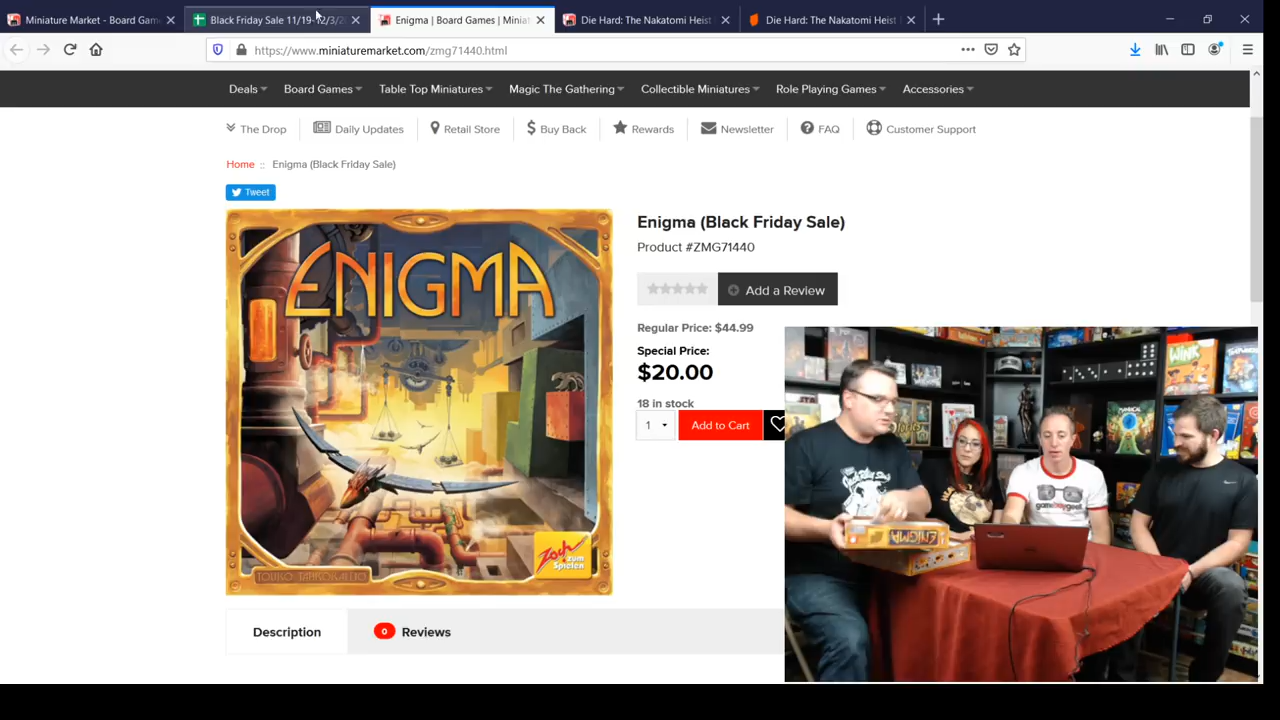 Miniature Market - Board Gam
Black Friday Sale 11/19-12/3/2
Enigma | Board Games | Miniat
Die Hard: The Nakatomi Heist
Die Hard: The Nakatomi Heist
https://www.miniaturemarket.com/zmg71440.html
Deals Board Games Table Top Miniatures Magic The Gathering Collectible Miniatures Role Playing Games Accessories
The Drop Daily Updates Retail Store Buy Back Rewards Newsletter FAQ Customer Support
Home :: Enigma (Black Friday Sale)
Tweet
ENIGMA
Zoch
zum
Spielen
Enigma (Black Friday Sale)
Product #ZMG71440
Add a Review
Regular Price: $44.99
Special Price:
$20.00
18 in stock
1 Add to Cart
WiNK
ENIGMA
Description
0 Reviews